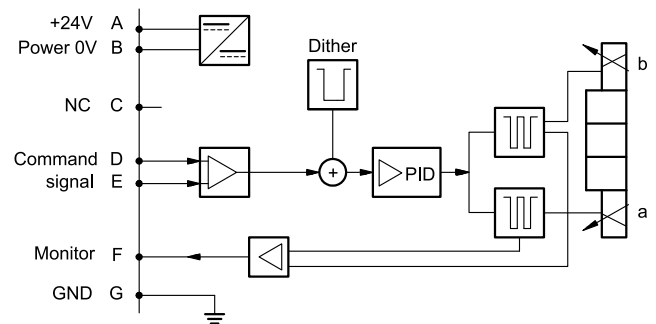 +24V A
Power 0V B
Dither
b
NC C
Command D
signal E
+
PID
a
Monitor F
GND G